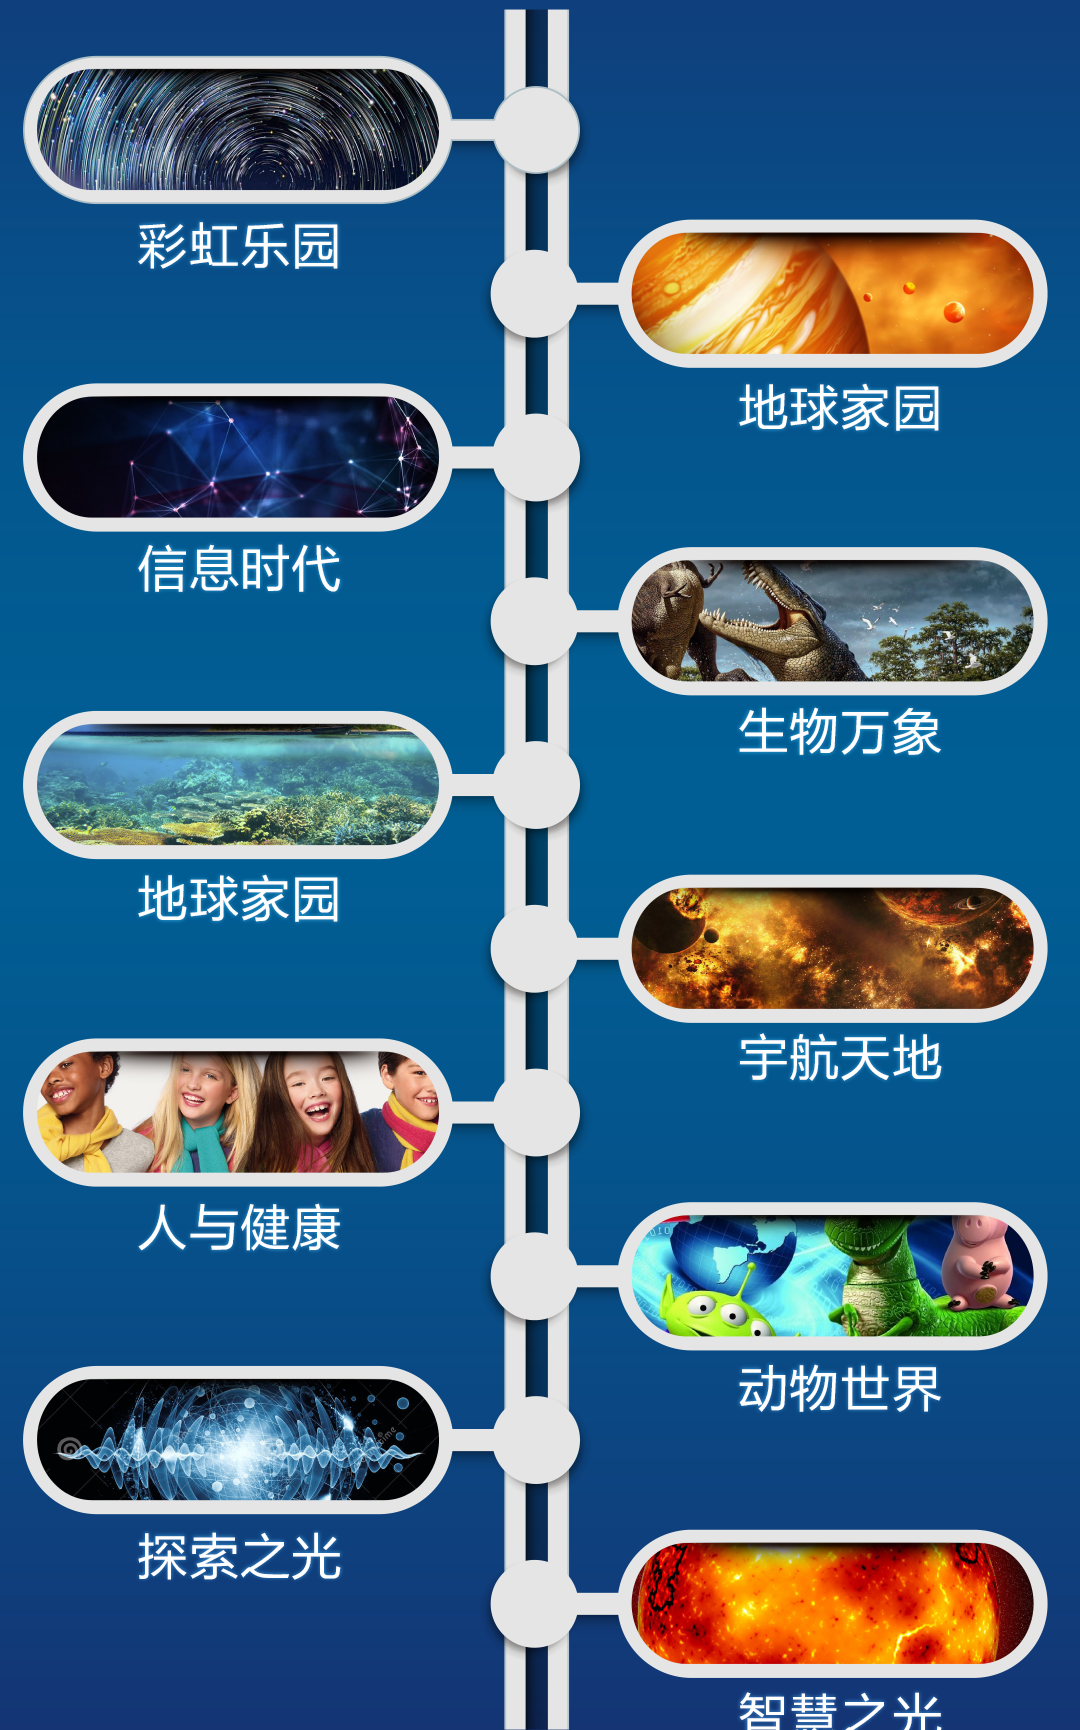 彩虹乐园
地球家园
信息时代
生物万象
地球家园
宇航天地
人与健康
动物世界
探索之光
智慧之光